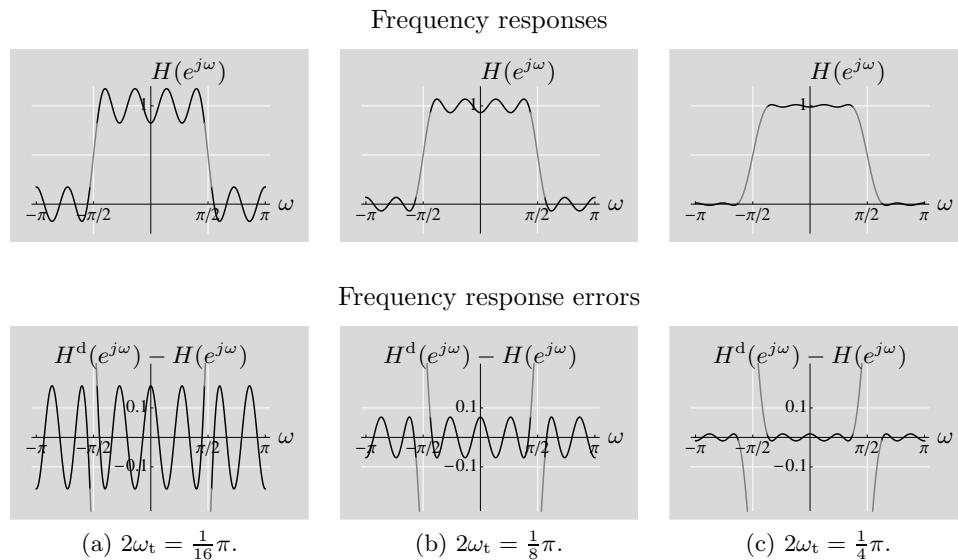 Frequency responses
H(e^{jω}) H(e^{jω}) H(e^{jω})
1 1 1
−π −π/2 π/2 π ω −π −π/2 π/2 π ω −π −π/2 π/2 π ω
Frequency response errors
H^d(e^{jω}) − H(e^{jω}) H^d(e^{jω}) − H(e^{jω}) H^d(e^{jω}) − H(e^{jω})
0.1 0.1 0.1
−π −π/2 π/2 π ω −π −π/2 π/2 π ω −π −π/2 π/2 π ω
−0.1 −0.1 −0.1
(a) 2ω_t = 1/16 π. (b) 2ω_t = 1/8 π. (c) 2ω_t = 1/4 π.